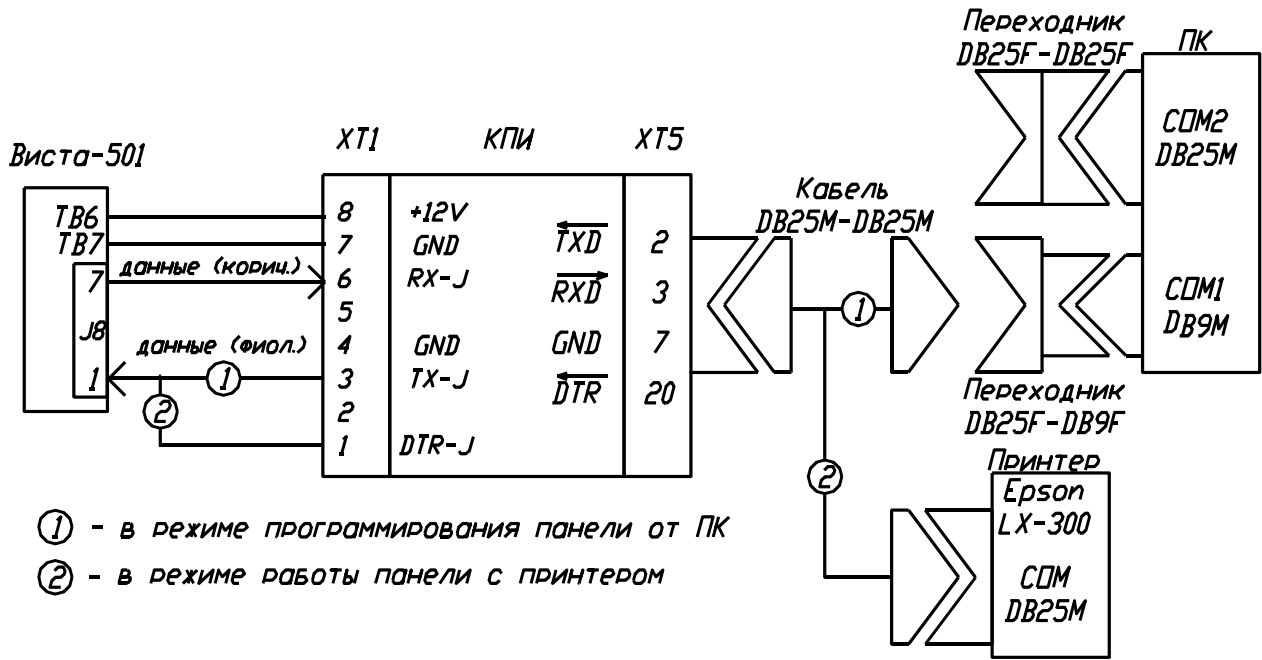 Переходник
DB25F-DB25F
ПК
COM2
DB25M
Виста-501
XT1
КПИ
XT5
Кабель
DB25M-DB25M
ТВ6
8
+12V
ТВ7
7
GND
TXD
2
данные (корич.)
7
6
RX-J
RXD
3
J8
5
COM1
DB9M
1
данные (фиол.)
4
GND
GND
7
1
1
3
TX-J
DTR
20
2
2
1
DTR-J
Переходник
DB25F-DB9F
Принтер
Epson
LX-300
COM
DB25M
2
1 - в режиме программирования панели от ПК
2 - в режиме работы панели с принтером